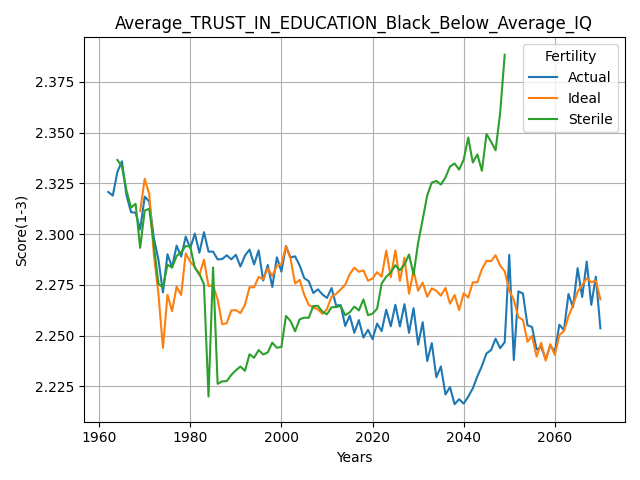 Average_TRUST_IN_EDUCATION_Black_Below_Average_IQ
Fertility
Actual
Ideal
Sterile
Score(1-3)
2.375
2.350
2.325
2.300
2.275
2.250
2.225
1960
1980
2000
2020
2040
2060
Years